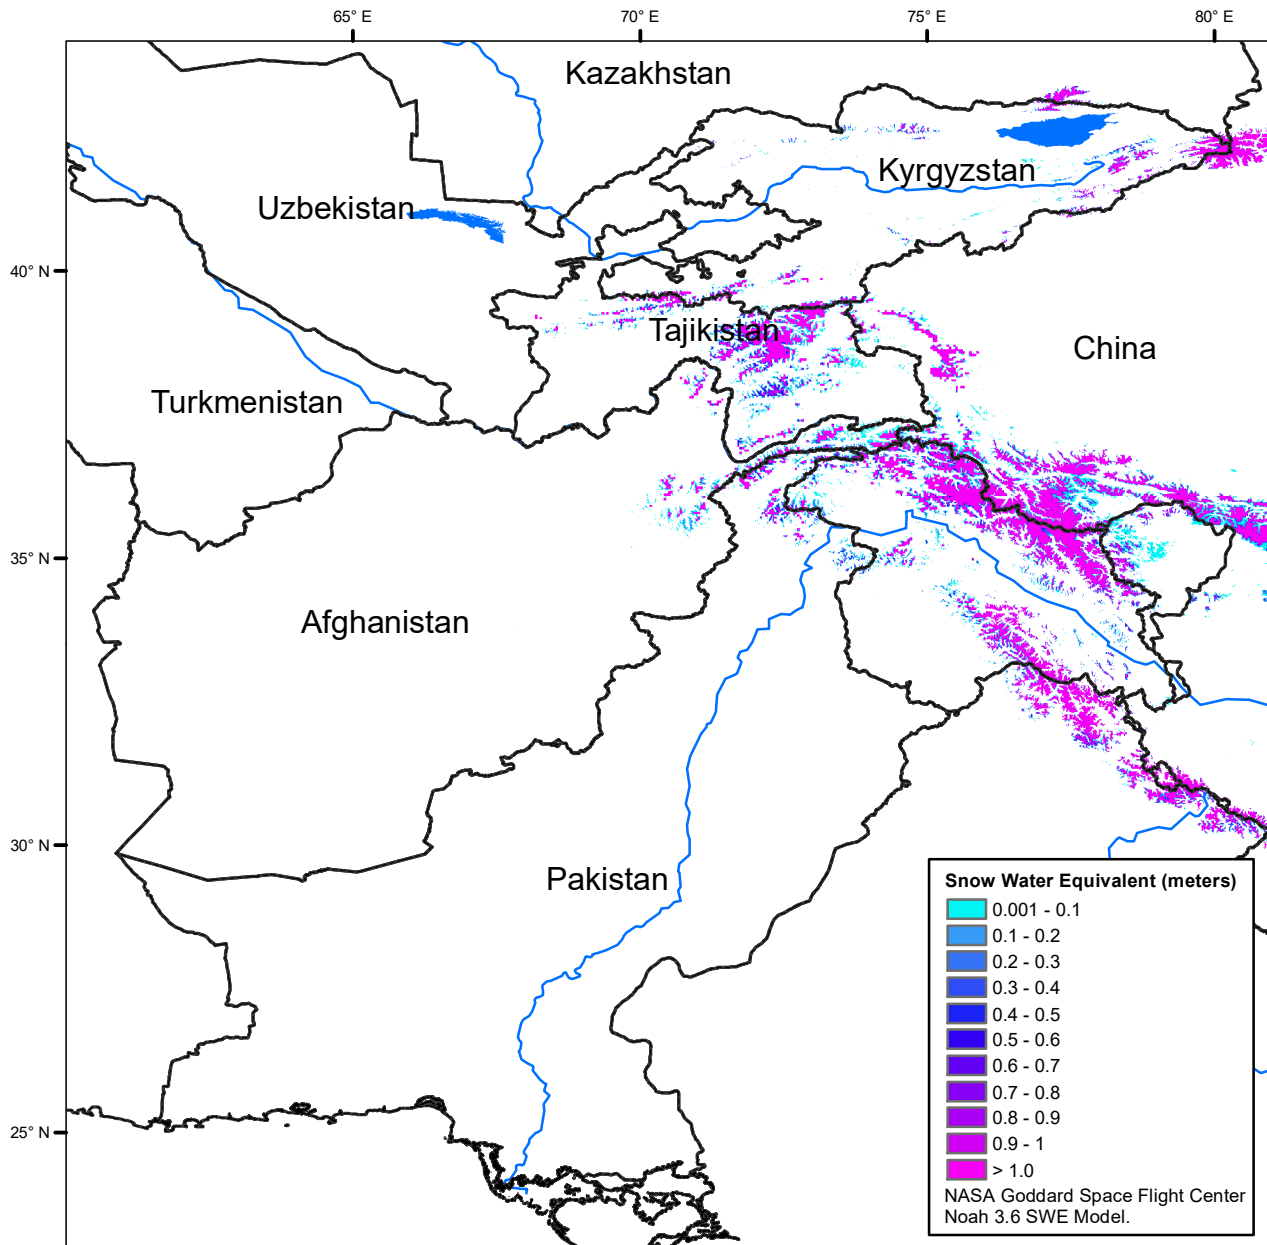 65° E
70° E
75° E
80° E
Kazakhstan
Kyrgyzstan
Uzbekistan
40° N
Tajikistan
China
Turkmenistan
35° N
Afghanistan
30° N
Pakistan
25° N
Snow Water Equivalent (meters)
0.001 - 0.1
0.1 - 0.2
0.2 - 0.3
0.3 - 0.4
0.4 - 0.5
0.5 - 0.6
0.6 - 0.7
0.7 - 0.8
0.8 - 0.9
0.9 - 1
> 1.0
NASA Goddard Space Flight Center
Noah 3.6 SWE Model.